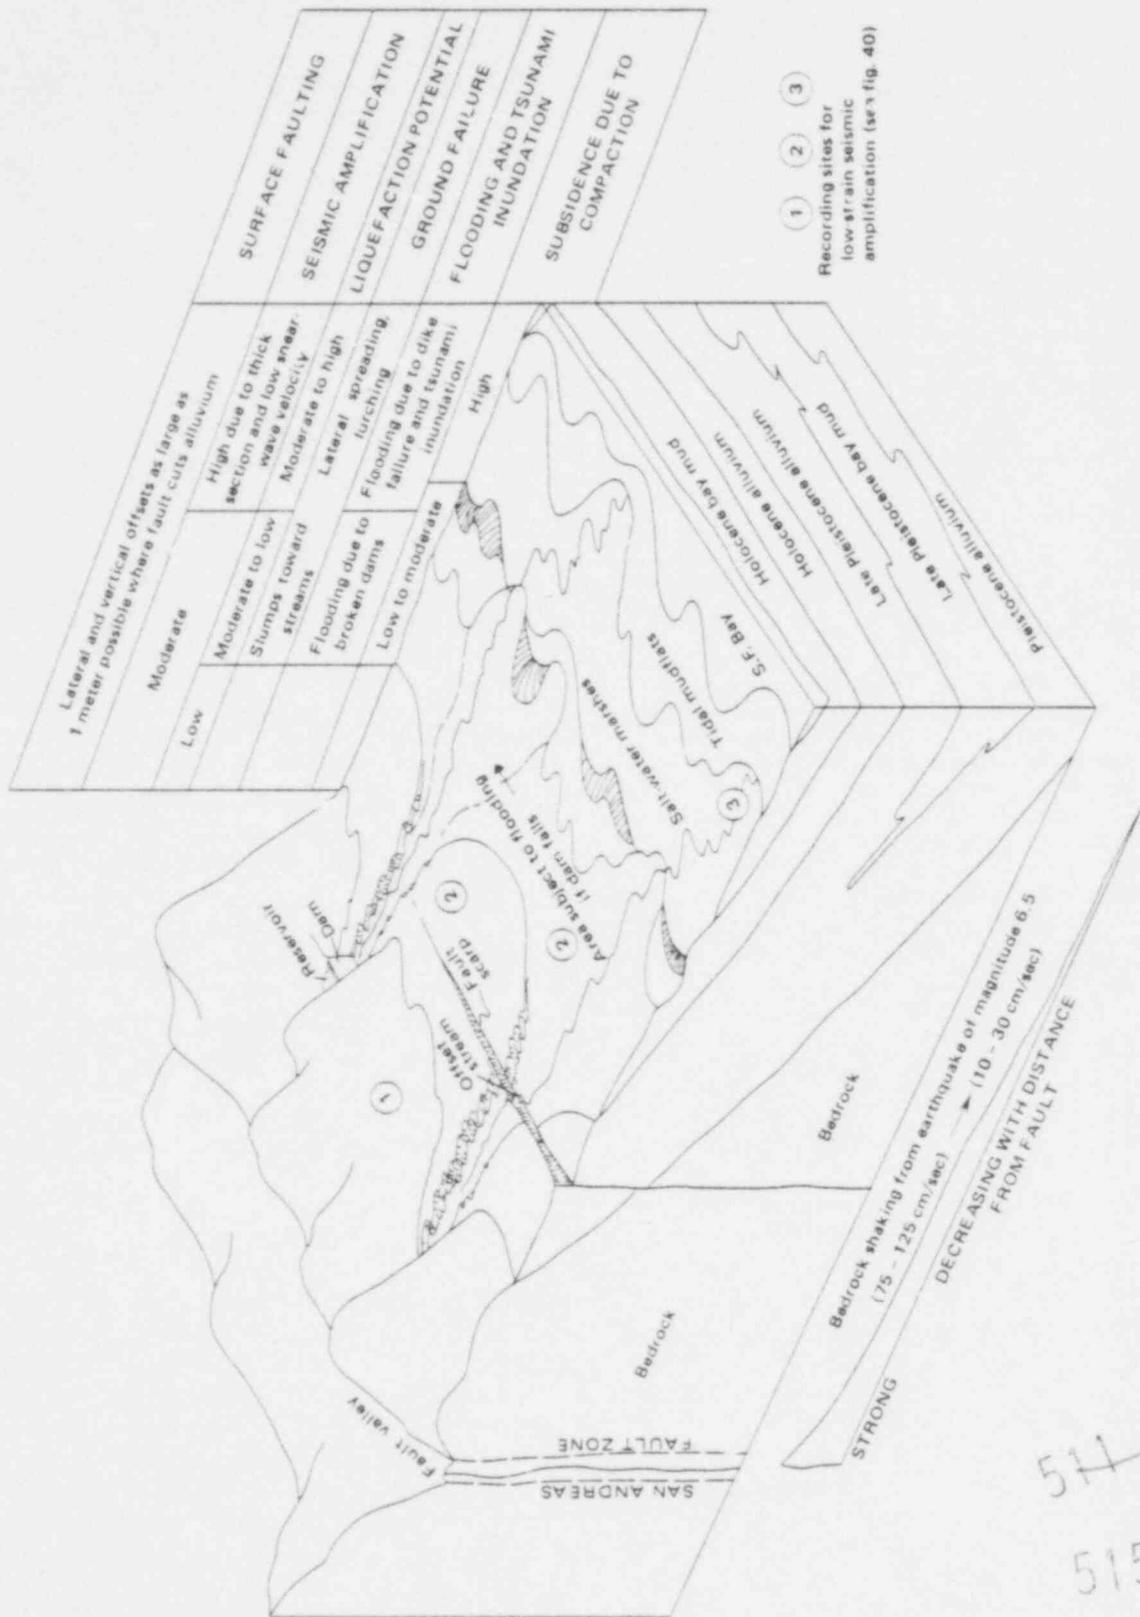 Lateral and vertical offsets as large as
1 meter possible where fault cuts alluvium
SURFACE FAULTING
Low
Moderate
High due to thick
section and low shear-
wave velocity
SEISMIC AMPLIFICATION
Moderate to low
Moderate to high
LIQUEFACTION POTENTIAL
Slumps toward
streams
Lateral spreading,
lurching
GROUND FAILURE
Flooding due to
broken dams
Flooding due to dike
failure and tsunami
inundation
FLOODING AND TSUNAMI
INUNDATION
Low to moderate
High
SUBSIDENCE DUE TO
COMPACTION
1 2 3
Recording sites for
low strain seismic
amplification (see fig. 40)
Reservoir
Dam
1
Offset
stream
Fault
scarp
2
2
Area subject to flooding
if dam fails
Salt-water marshes
3
Tidal mudflats
S.F. Bay
Holocene bay mud
Holocene alluvium
Late Pleistocene alluvium
Late Pleistocene bay mud
Pleistocene alluvium
Fault valley
SAN ANDREAS
FAULT ZONE
Bedrock
Bedrock
Bedrock shaking from earthquake of magnitude 6.5
(75 - 125 cm/sec) ► (10 - 30 cm/sec)
STRONG
DECREASING WITH DISTANCE
FROM FAULT
511
515